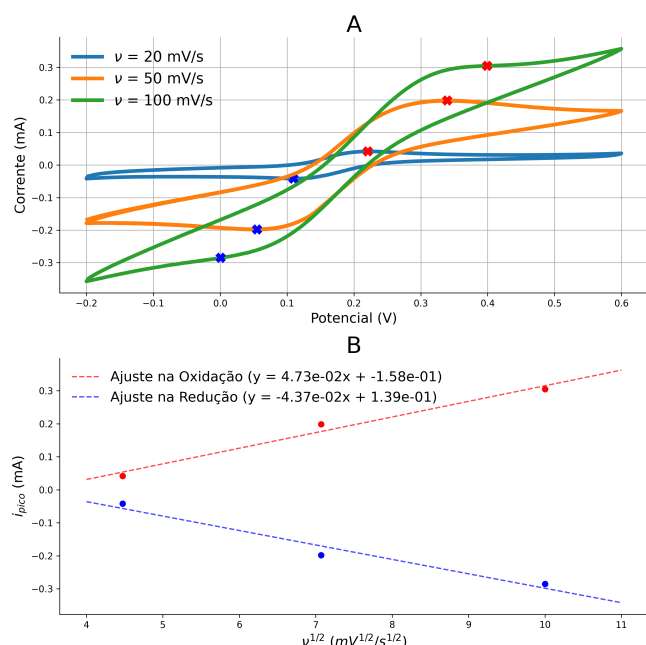 A
ν = 20 mV/s
ν = 50 mV/s
ν = 100 mV/s
Corrente (mA)
0.3
0.2
0.1
0.0
−0.1
−0.2
−0.3
−0.2 −0.1 0.0 0.1 0.2 0.3 0.4 0.5 0.6
Potencial (V)
B
Ajuste na Oxidação (y = 4.73e-02x + -1.58e-01)
Ajuste na Redução (y = -4.37e-02x + 1.39e-01)
i_pico (mA)
0.3
0.2
0.1
0.0
−0.1
−0.2
−0.3
4 5 6 7 8 9 10 11
ν^1/2 (mV^1/2/s^1/2)